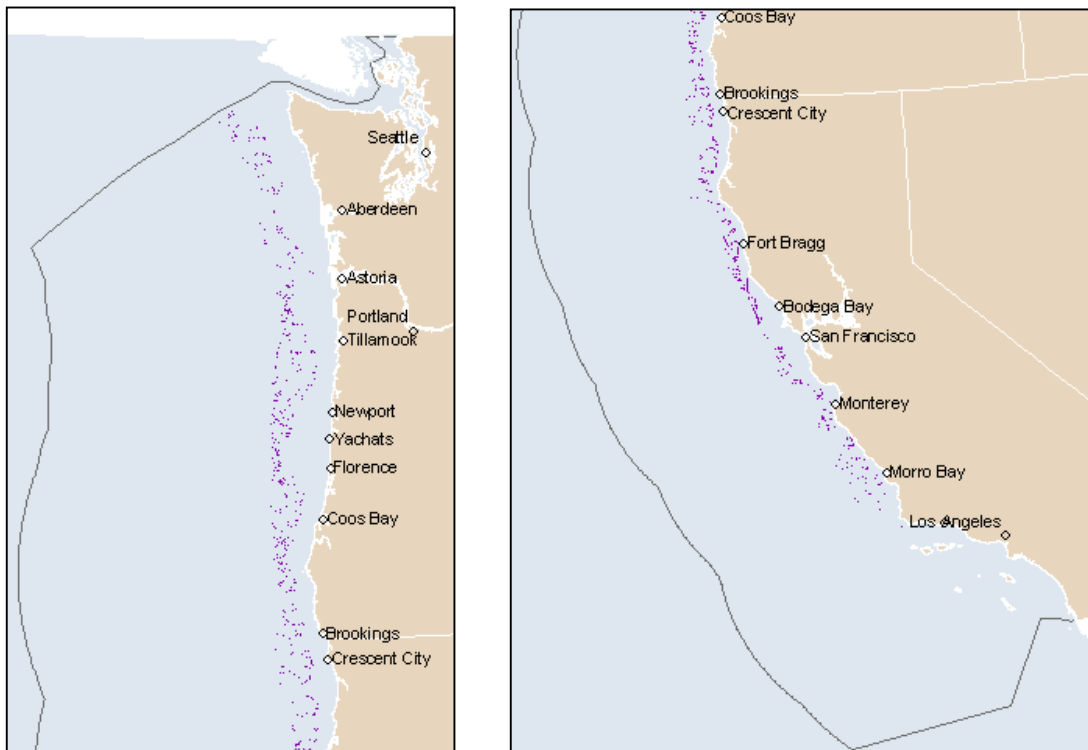 Seattle
Aberdeen
Astoria
Portland
Tillamook
Newport
Yachats
Florence
Coos Bay
Brookings
Crescent City
Coos Bay
Brookings
Crescent City
Fort Bragg
Bodega Bay
San Francisco
Monterey
Morro Bay
Los Angeles